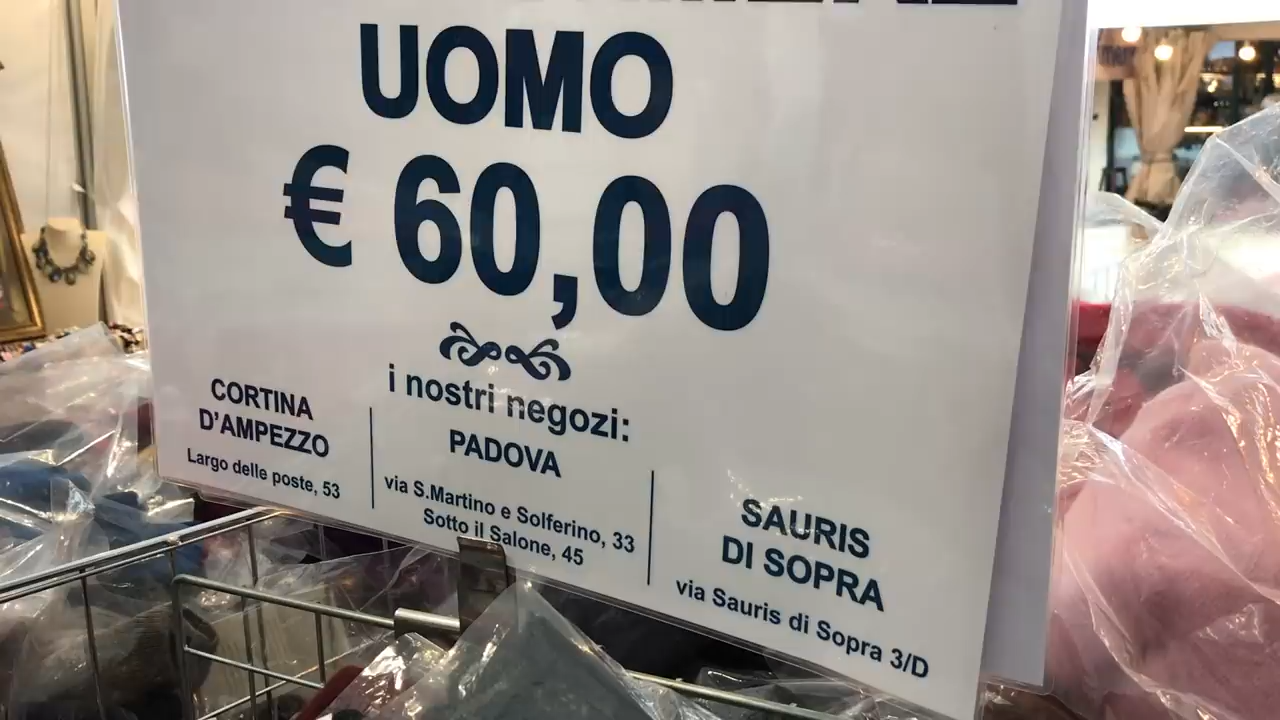 UOMO
€ 60,00
i nostri negozi:
CORTINA
D'AMPEZZO
Largo delle poste, 53
PADOVA
via S.Martino e Solferino, 33
Sotto il Salone, 45
SAURIS
DI SOPRA
via Sauris di Sopra 3/D